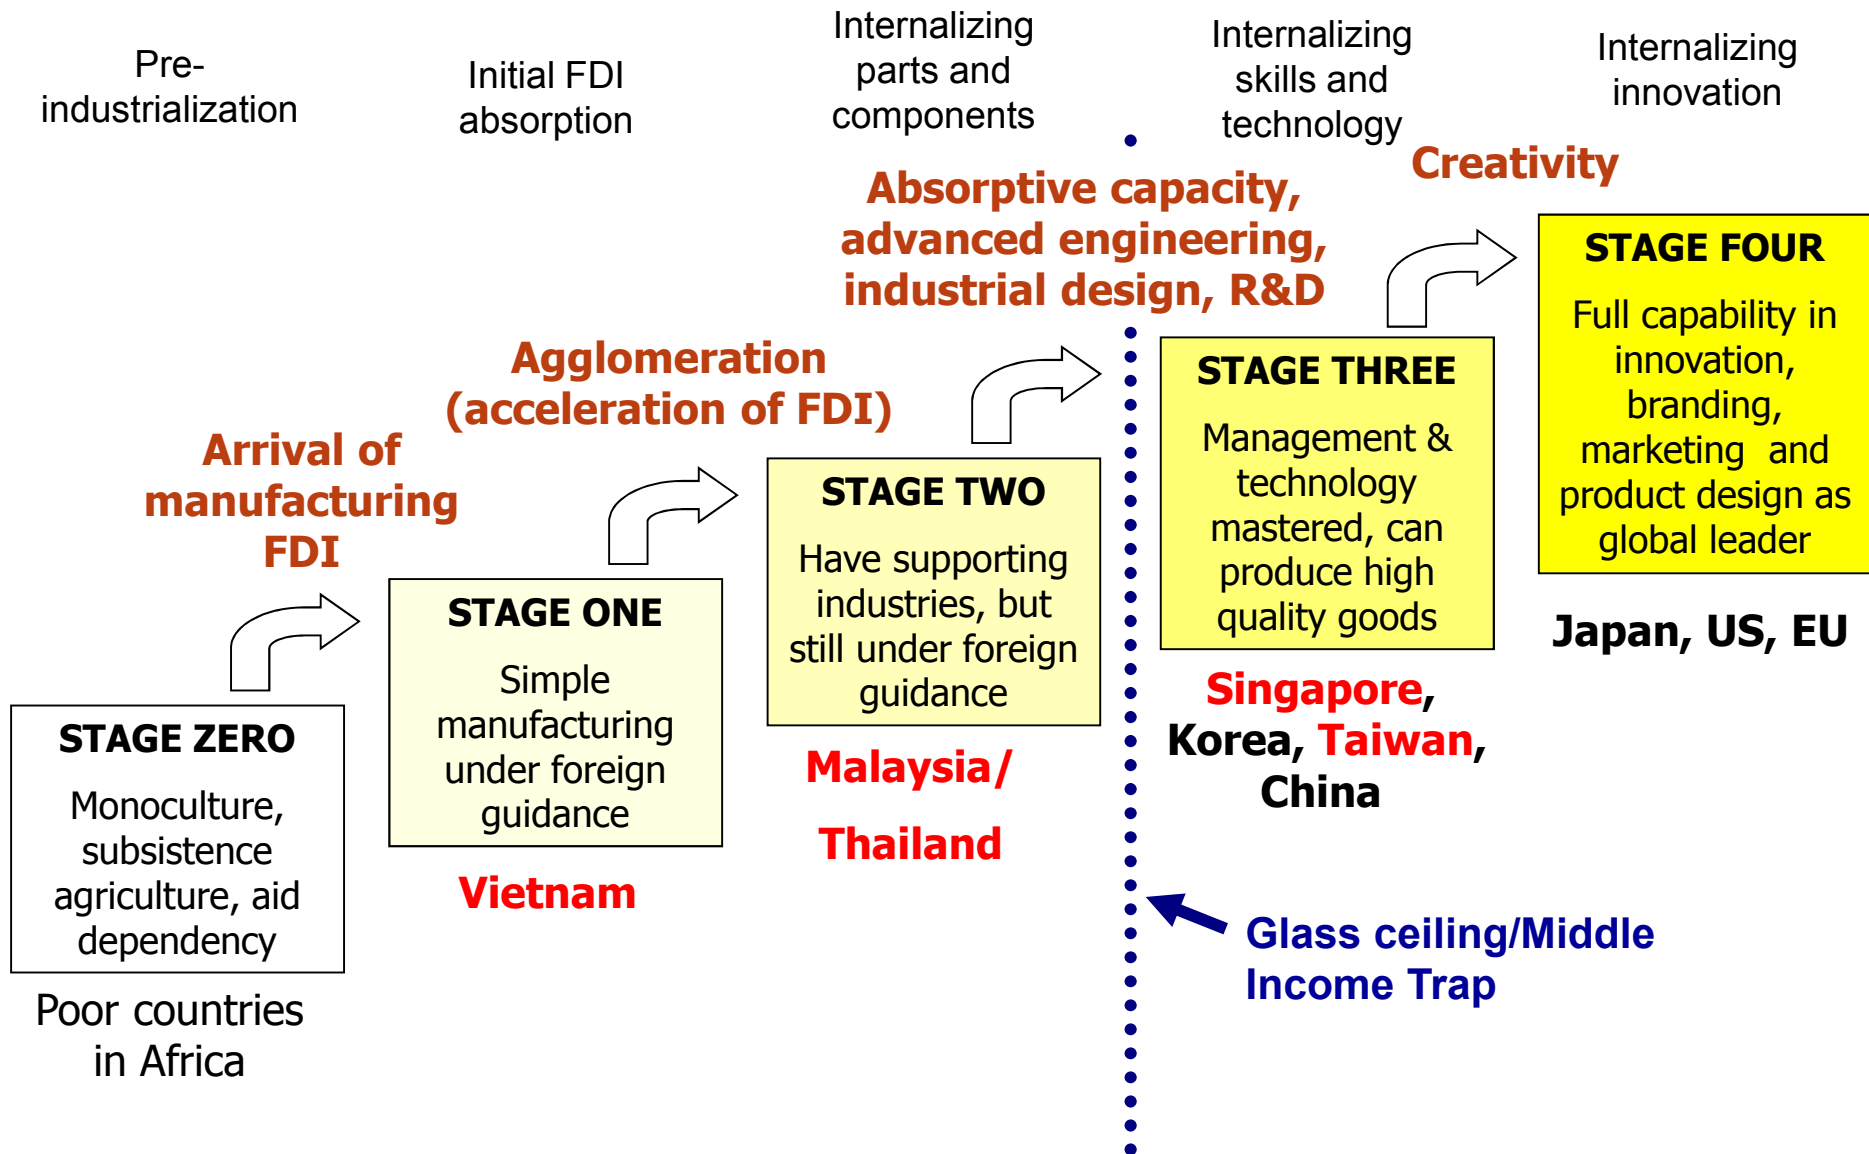 Pre-
industrialization
Initial FDI
absorption
Internalizing
parts and
components
Internalizing
skills and
technology
Internalizing
innovation
Creativity
Absorptive capacity,
advanced engineering,
industrial design, R&D
Agglomeration
(acceleration of FDI)
Arrival of
manufacturing
FDI
STAGE ZERO
Monoculture,
subsistence
agriculture, aid
dependency
Poor countries
in Africa
STAGE ONE
Simple
manufacturing
under foreign
guidance
Vietnam
STAGE TWO
Have supporting
industries, but
still under foreign
guidance
Malaysia/
Thailand
STAGE THREE
Management &
technology
mastered, can
produce high
quality goods
Singapore,
Korea, Taiwan,
China
STAGE FOUR
Full capability in
innovation,
branding,
marketing and
product design as
global leader
Japan, US, EU
Glass ceiling/Middle
Income Trap